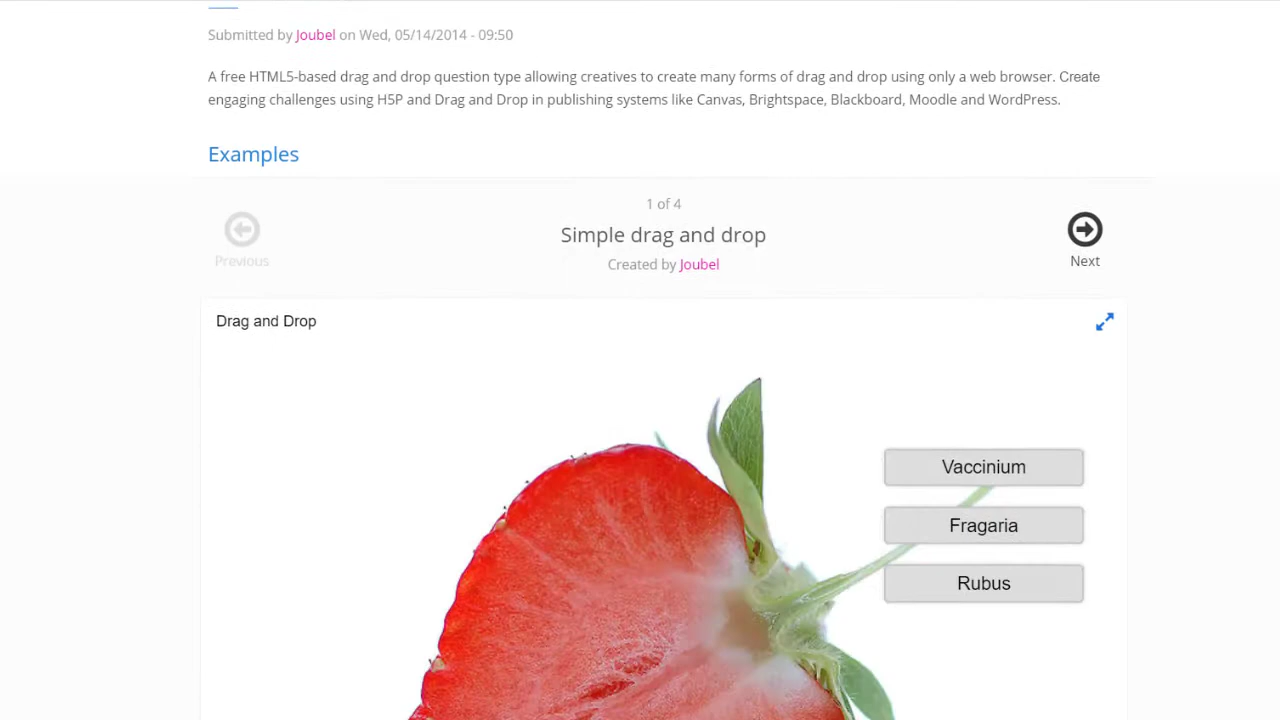 Submitted by Joubel on Wed, 05/14/2014 - 09:50
A free HTML5-based drag and drop question type allowing creatives to create many forms of drag and drop using only a web browser. Create
engaging challenges using H5P and Drag and Drop in publishing systems like Canvas, Brightspace, Blackboard, Moodle and WordPress.
Examples
1 of 4
Simple drag and drop
Created by Joubel
Previous
Next
Drag and Drop
Vaccinium
Fragaria
Rubus